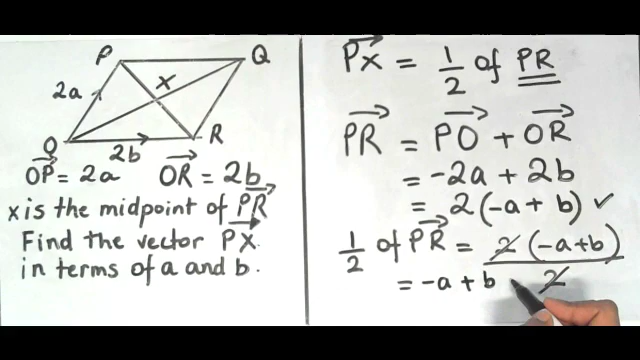 P
Q
X
2a
O
R
2b
OP = 2a OR = 2b
x is the midpoint of PR
Find the vector PX
in terms of a and b.
PX = 1/2 of PR
PR = PO + OR
= -2a + 2b
= 2(-a + b) ✓
1/2 of PR = 2(-a+b)/2
= -a + b